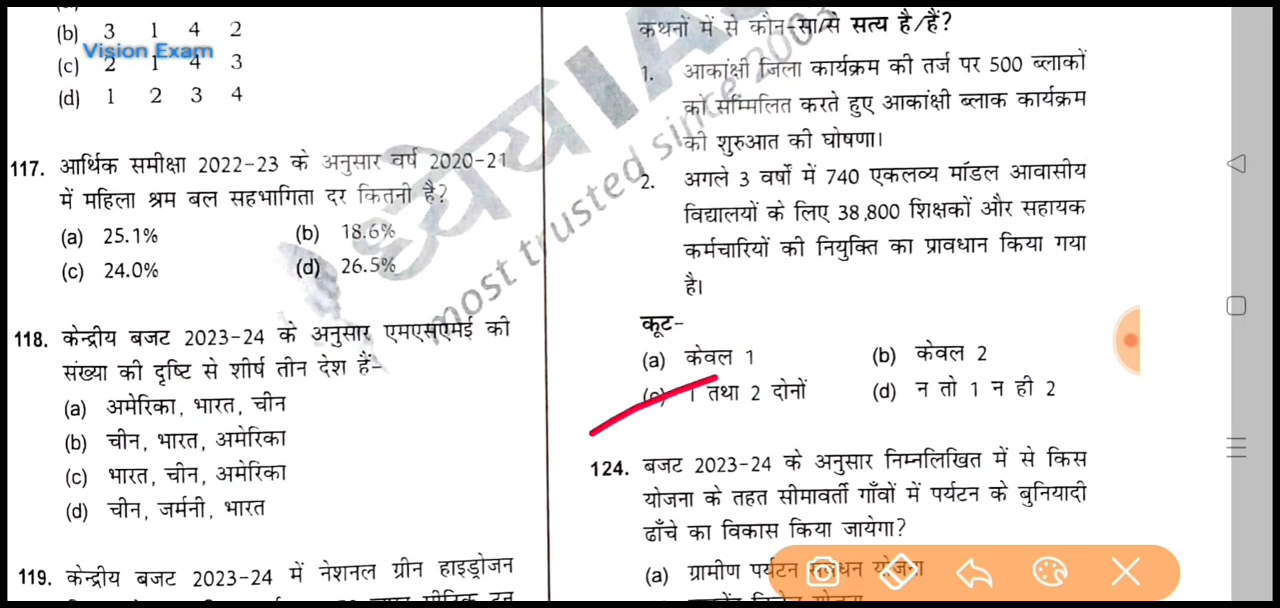 (b) 3 1 4 2
Vision Exam
(c) 2 1 4 3
(d) 1 2 3 4
117. आर्थिक समीक्षा 2022-23 के अनुसार वर्ष 2020-21
में महिला श्रम बल सहभागिता दर कितनी है?
(a) 25.1% (b) 18.6%
(c) 24.0% (d) 26.5%
118. केन्द्रीय बजट 2023-24 के अनुसार एमएसएमई की
संख्या की दृष्टि से शीर्ष तीन देश हैं-
(a) अमेरिका, भारत, चीन
(b) चीन, भारत, अमेरिका
(c) भारत, चीन, अमेरिका
(d) चीन, जर्मनी, भारत
119. केन्द्रीय बजट 2023-24 में नेशनल ग्रीन हाइड्रोजन
ध्येय IAS
most trusted since 2003
कथनों में से कौन-सा/से सत्य है/हैं?
1. आकांक्षी जिला कार्यक्रम की तर्ज पर 500 ब्लाकों
को सम्मिलित करते हुए आकांक्षी ब्लाक कार्यक्रम
की शुरुआत की घोषणा।
2. अगले 3 वर्षों में 740 एकलव्य मॉडल आवासीय
विद्यालयों के लिए 38,800 शिक्षकों और सहायक
कर्मचारियों की नियुक्ति का प्रावधान किया गया
है।
कूट-
(a) केवल 1 (b) केवल 2
(c) 1 तथा 2 दोनों (d) न तो 1 न ही 2
124. बजट 2023-24 के अनुसार निम्नलिखित में से किस
योजना के तहत सीमावर्ती गाँवों में पर्यटन के बुनियादी
ढाँचे का विकास किया जायेगा?
(a) ग्रामीण पर्यटन योजना